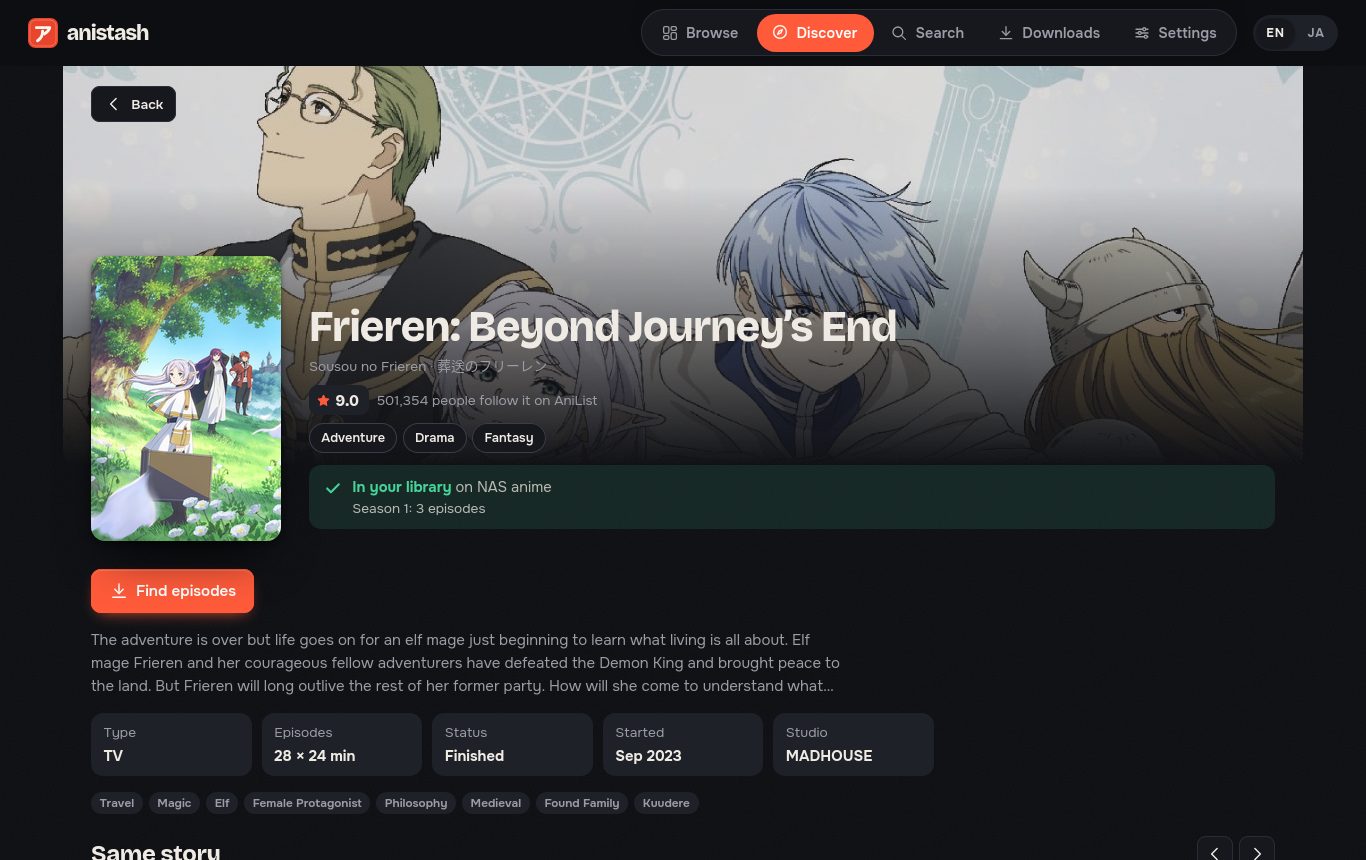 ア anistash
Browse
Discover
Search
Downloads
Settings
EN
JA
Back
Frieren: Beyond Journey's End
Sousou no Frieren · 葬送のフリーレン
9.0
501,354 people follow it on AniList
Adventure
Drama
Fantasy
In your library on NAS anime
Season 1: 3 episodes
Find episodes
The adventure is over but life goes on for an elf mage just beginning to learn what living is all about. Elf
mage Frieren and her courageous fellow adventurers have defeated the Demon King and brought peace to
the land. But Frieren will long outlive the rest of her former party. How will she come to understand what...
Type
TV
Episodes
28 × 24 min
Status
Finished
Started
Sep 2023
Studio
MADHOUSE
Travel
Magic
Elf
Female Protagonist
Philosophy
Medieval
Found Family
Kuudere
Same story